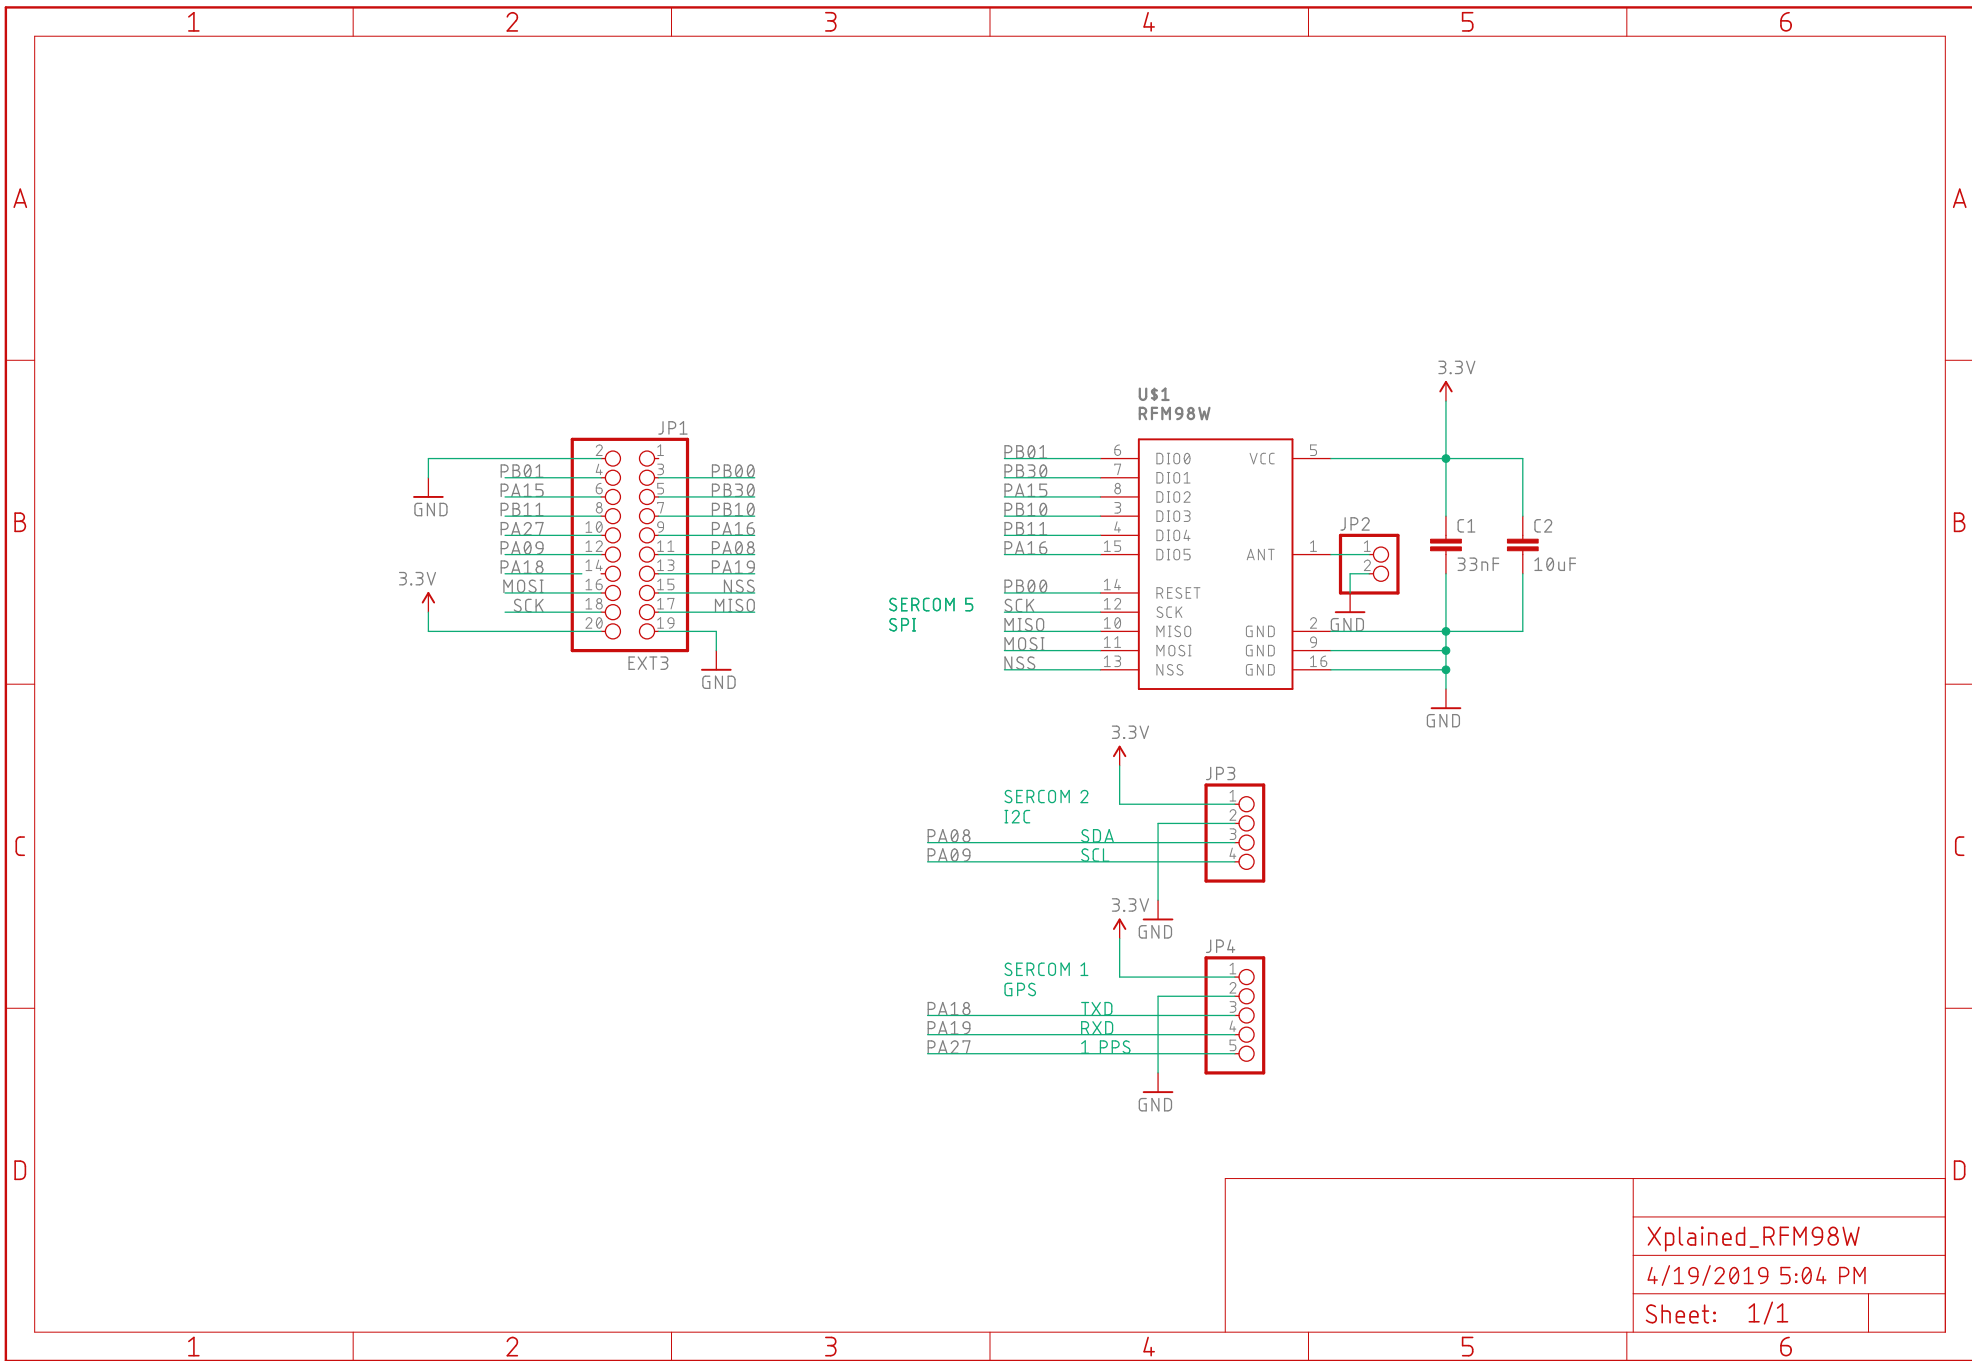 1 2 3 4 5 6
A A
B B
C C
D D
JP1
2 1
PB01 4 3 PB00
PA15 6 5 PB30
PB11 8 7 PB10
PA27 10 9 PA16
PA09 12 11 PA08
PA18 14 13 PA19
MOSI 16 15 NSS
SCK 18 17 MISO
20 19
EXT3
GND
3.3V
GND
U$1
RFM98W
PB01 6 DIO0
PB30 7 DIO1
PA15 8 DIO2
PB10 3 DIO3
PB11 4 DIO4
PA16 15 DIO5
PB00 14 RESET
SCK 12 SCK
MISO 10 MISO
MOSI 11 MOSI
NSS 13 NSS
SERCOM 5
SPI
VCC 5
ANT 1
GND 2
GND 9
GND 16
JP2
1
2
GND
3.3V
C1
33nF
C2
10uF
GND
3.3V
JP3
SERCOM 2
I2C
1
2
PA08 SDA 3
PA09 SCL 4
GND
3.3V
JP4
SERCOM 1
GPS
1
2
PA18 TXD 3
PA19 RXD 4
PA27 1 PPS 5
GND
Xplained_RFM98W
4/19/2019 5:04 PM
Sheet: 1/1
1 2 3 4 5 6